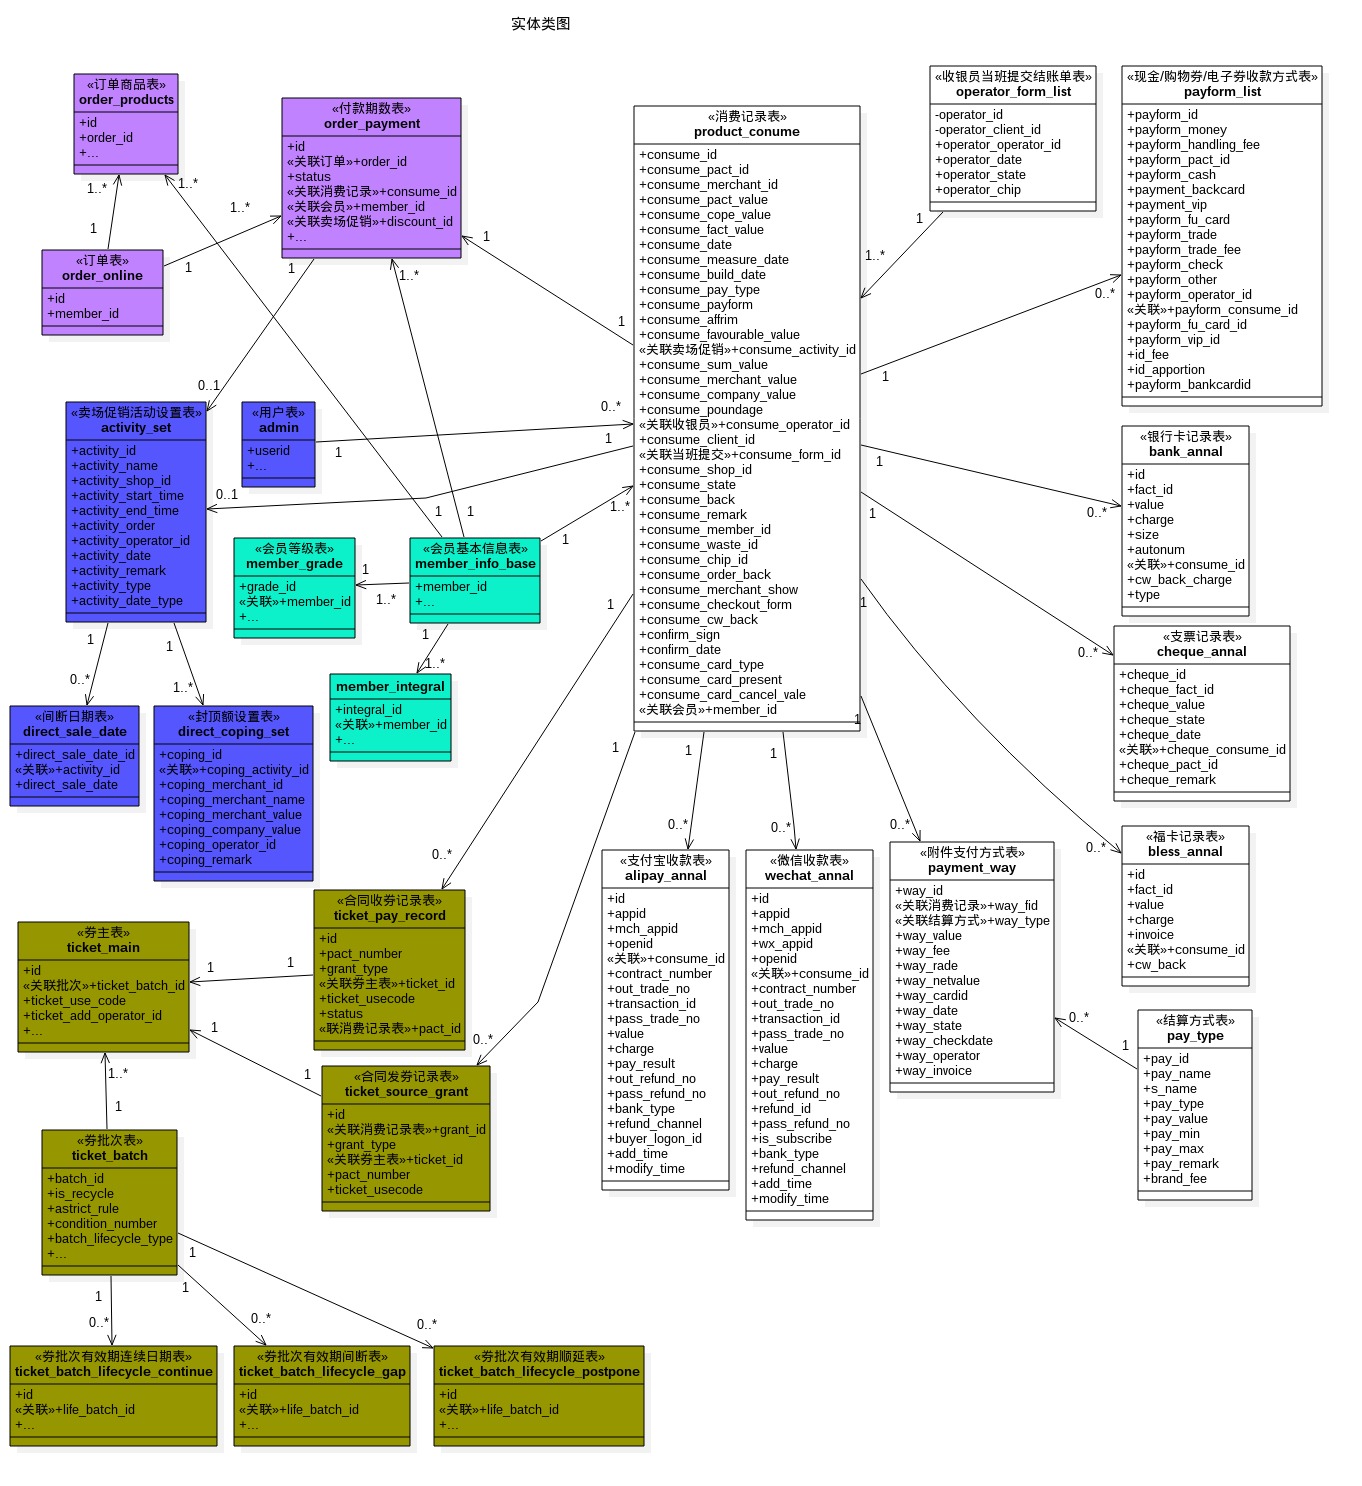 实体类图
«订单商品表»
order_products
+id
+order_id
+...
«付款期数表»
order_payment
+id
«关联订单»+order_id
+status
«关联消费记录»+consume_id
«关联会员»+member_id
«关联卖场促销»+discount_id
+...
«消费记录表»
product_conume
+consume_id
+consume_pact_id
+consume_merchant_id
+consume_pact_value
+consume_cope_value
+consume_fact_value
+consume_date
+consume_measure_date
+consume_build_date
+consume_pay_type
+consume_payform
+consume_affrim
+consume_favourable_value
«关联卖场促销»+consume_activity_id
+consume_sum_value
+consume_merchant_value
+consume_company_value
+consume_poundage
«关联收银员»+consume_operator_id
+consume_client_id
«关联当班提交»+consume_form_id
+consume_shop_id
+consume_state
+consume_back
+consume_remark
+consume_member_id
+consume_waste_id
+consume_chip_id
+consume_order_back
+consume_merchant_show
+consume_checkout_form
+consume_cw_back
+confirm_sign
+confirm_date
+consume_card_type
+consume_card_present
+consume_card_cancel_vale
«关联会员»+member_id
«收银员当班提交结账单表»
operator_form_list
-operator_id
-operator_client_id
+operator_operator_id
+operator_date
+operator_state
+operator_chip
«现金/购物券/电子券收款方式表»
payform_list
+payform_id
+payform_money
+payform_handling_fee
+payform_pact_id
+payform_cash
+payment_backcard
+payment_vip
+payform_fu_card
+payform_trade
+payform_trade_fee
+payform_check
+payform_other
+payform_operator_id
«关联»+payform_consume_id
+payform_fu_card_id
+payform_vip_id
+id_fee
+id_apportion
+payform_bankcardid
«订单表»
order_online
+id
+member_id
«卖场促销活动设置表»
activity_set
+activity_id
+activity_name
+activity_shop_id
+activity_start_time
+activity_end_time
+activity_order
+activity_operator_id
+activity_date
+activity_remark
+activity_type
+activity_date_type
«用户表»
admin
+userid
+...
«会员等级表»
member_grade
+grade_id
«关联»+member_id
+...
«会员基本信息表»
member_info_base
+member_id
+...
member_integral
+integral_id
«关联»+member_id
+...
«银行卡记录表»
bank_annal
+id
+fact_id
+value
+charge
+size
+autonum
«关联»+consume_id
+cw_back_charge
+type
«支票记录表»
cheque_annal
+cheque_id
+cheque_fact_id
+cheque_value
+cheque_state
+cheque_date
«关联»+cheque_consume_id
+cheque_pact_id
+cheque_remark
«间断日期表»
direct_sale_date
+direct_sale_date_id
«关联»+activity_id
+direct_sale_date
«封顶额设置表»
direct_coping_set
+coping_id
«关联»+coping_activity_id
+coping_merchant_id
+coping_merchant_name
+coping_merchant_value
+coping_company_value
+coping_operator_id
+coping_remark
«福卡记录表»
bless_annal
+id
+fact_id
+value
+charge
+invoice
«关联»+consume_id
+cw_back
«支付宝收款表»
alipay_annal
+id
+appid
+mch_appid
+openid
«关联»+consume_id
+contract_number
+out_trade_no
+transaction_id
+pass_trade_no
+value
+charge
+pay_result
+out_refund_no
+pass_refund_no
+bank_type
+refund_channel
+buyer_logon_id
+add_time
+modify_time
«微信收款表»
wechat_annal
+id
+appid
+mch_appid
+wx_appid
+openid
«关联»+consume_id
+contract_number
+out_trade_no
+transaction_id
+pass_trade_no
+value
+charge
+pay_result
+out_refund_no
+refund_id
+pass_refund_no
+is_subscribe
+bank_type
+refund_channel
+add_time
+modify_time
«附件支付方式表»
payment_way
+way_id
«关联消费记录»+way_fid
«关联结算方式»+way_type
+way_value
+way_fee
+way_rade
+way_netvalue
+way_cardid
+way_date
+way_state
+way_checkdate
+way_operator
+way_invoice
«结算方式表»
pay_type
+pay_id
+pay_name
+s_name
+pay_type
+pay_value
+pay_min
+pay_max
+pay_remark
+brand_fee
«合同收券记录表»
ticket_pay_record
+id
+pact_number
+grant_type
«关联券主表»+ticket_id
+ticket_usecode
+status
«联消费记录表»+pact_id
«券主表»
ticket_main
+id
«关联批次»+ticket_batch_id
+ticket_use_code
+ticket_add_operator_id
+...
«合同发券记录表»
ticket_source_grant
+id
«关联消费记录表»+grant_id
+grant_type
«关联券主表»+ticket_id
+pact_number
+ticket_usecode
«券批次表»
ticket_batch
+batch_id
+is_recycle
+astrict_rule
+condition_number
+batch_lifecycle_type
+...
«券批次有效期连续日期表»
ticket_batch_lifecycle_continue
+id
«关联»+life_batch_id
+...
«券批次有效期间断表»
ticket_batch_lifecycle_gap
+id
«关联»+life_batch_id
+...
«券批次有效期顺延表»
ticket_batch_lifecycle_postpone
+id
«关联»+life_batch_id
+...
1..*
1
1..*
1
1..*
1
1
0..1
1..*
1
1
1
1
1..*
1
0..*
1
0..*
1
0..1
1
1..*
1
1..*
1
1..*
1
0..*
1
1..*
1
0..*
1
0..*
1
0..*
1
0..*
1
0..*
1
0..*
1
0..*
1
0..*
1
0..*
1
1
1
1
1..*
1
1
0..*
1
0..*
1
0..*